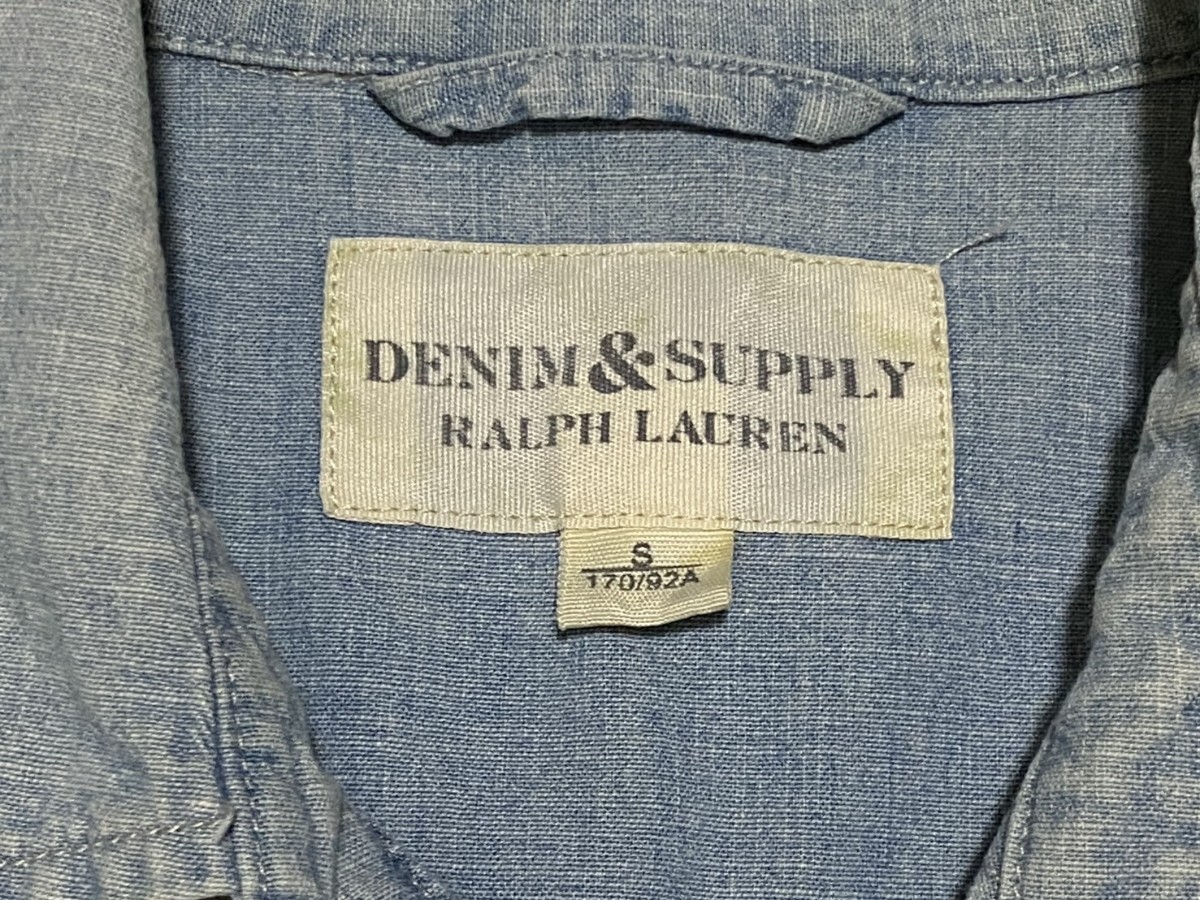 DENIM & SUPPLY
RALPH LAUREN
S
170/92A